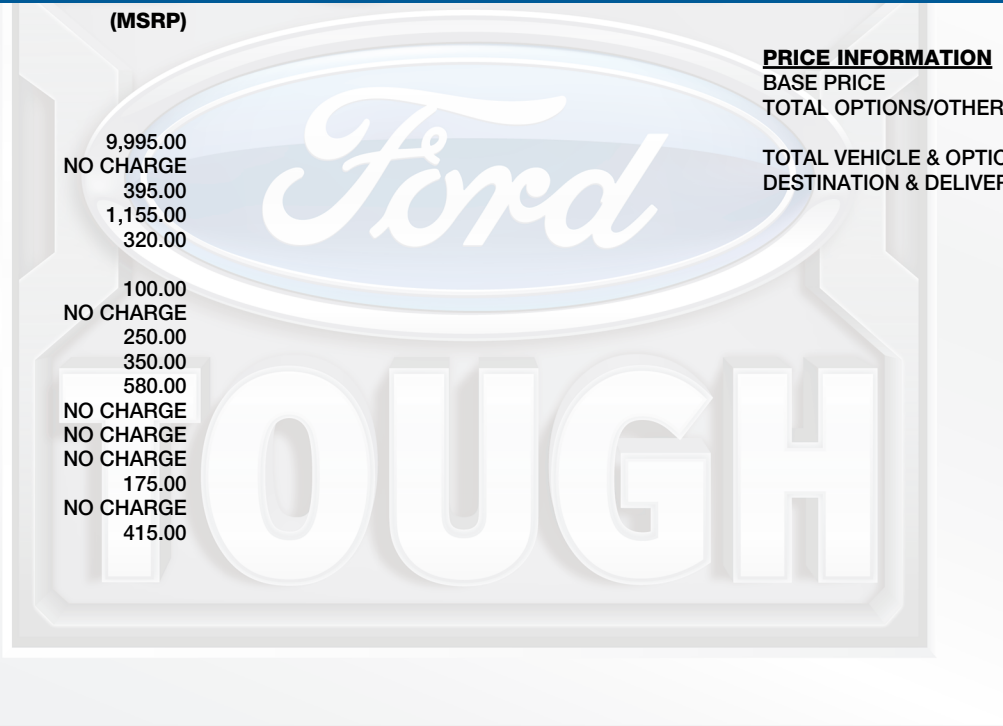 (MSRP)
9,995.00
NO CHARGE
395.00
1,155.00
320.00
100.00
NO CHARGE
250.00
350.00
580.00
NO CHARGE
NO CHARGE
NO CHARGE
175.00
NO CHARGE
415.00
PRICE INFORMATION
BASE PRICE
TOTAL OPTIONS/OTHER
TOTAL VEHICLE & OPTIO
DESTINATION & DELIVER
Ford
TOUGH